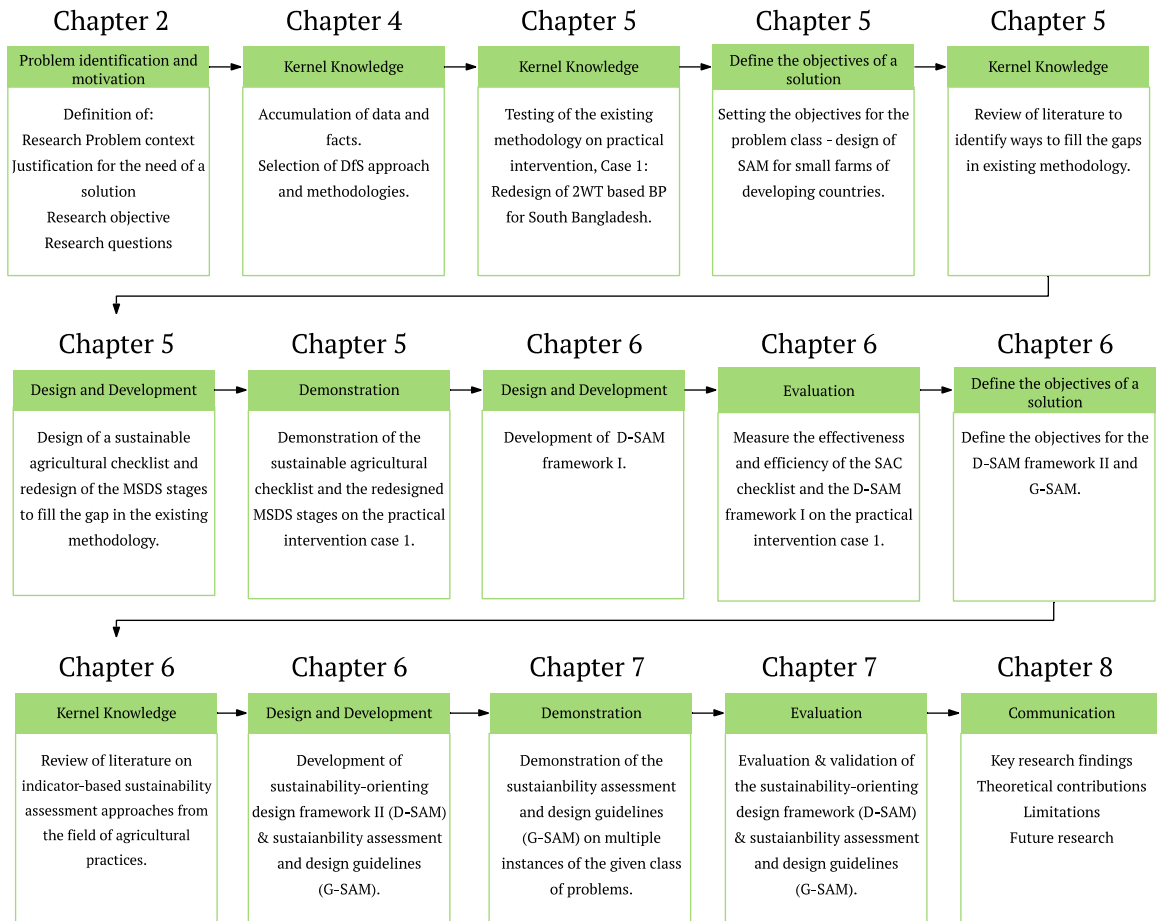 Chapter 2
Problem identification and
motivation
Definition of:
Research Problem context
Justification for the need of a
solution
Research objective
Research questions
Chapter 4
Kernel Knowledge
Accumulation of data and
facts.
Selection of DfS approach
and methodologies.
Chapter 5
Kernel Knowledge
Testing of the existing
methodology on practical
intervention, Case 1:
Redesign of 2WT based BP
for South Bangladesh.
Chapter 5
Define the objectives of a
solution
Setting the objectives for the
problem class - design of
SAM for small farms of
developing countries.
Chapter 5
Kernel Knowledge
Review of literature to
identify ways to fill the gaps
in existing methodology.
Chapter 5
Design and Development
Design of a sustainable
agricultural checklist and
redesign of the MSDS stages
to fill the gap in the existing
methodology.
Chapter 5
Demonstration
Demonstration of the
sustainable agricultural
checklist and the redesigned
MSDS stages on the practical
intervention case 1.
Chapter 6
Design and Development
Development of D-SAM
framework I.
Chapter 6
Evaluation
Measure the effectiveness
and efficiency of the SAC
checklist and the D-SAM
framework I on the practical
intervention case 1.
Chapter 6
Define the objectives of a
solution
Define the objectives for the
D-SAM framework II and
G-SAM.
Chapter 6
Kernel Knowledge
Review of literature on
indicator-based sustainability
assessment approaches from
the field of agricultural
practices.
Chapter 6
Design and Development
Development of
sustainability-orienting
design framework II (D-SAM)
& sustaianbility assessment
and design guidelines
(G-SAM).
Chapter 7
Demonstration
Demonstration of the
sustaianbility assessment
and design guidelines
(G-SAM) on multiple
instances of the given class
of problems.
Chapter 7
Evaluation
Evaluation & validation of
the sustainability-orienting
design framework (D-SAM)
& sustaianbility assessment
and design guidelines
(G-SAM).
Chapter 8
Communication
Key research findings
Theoretical contributions
Limitations
Future research